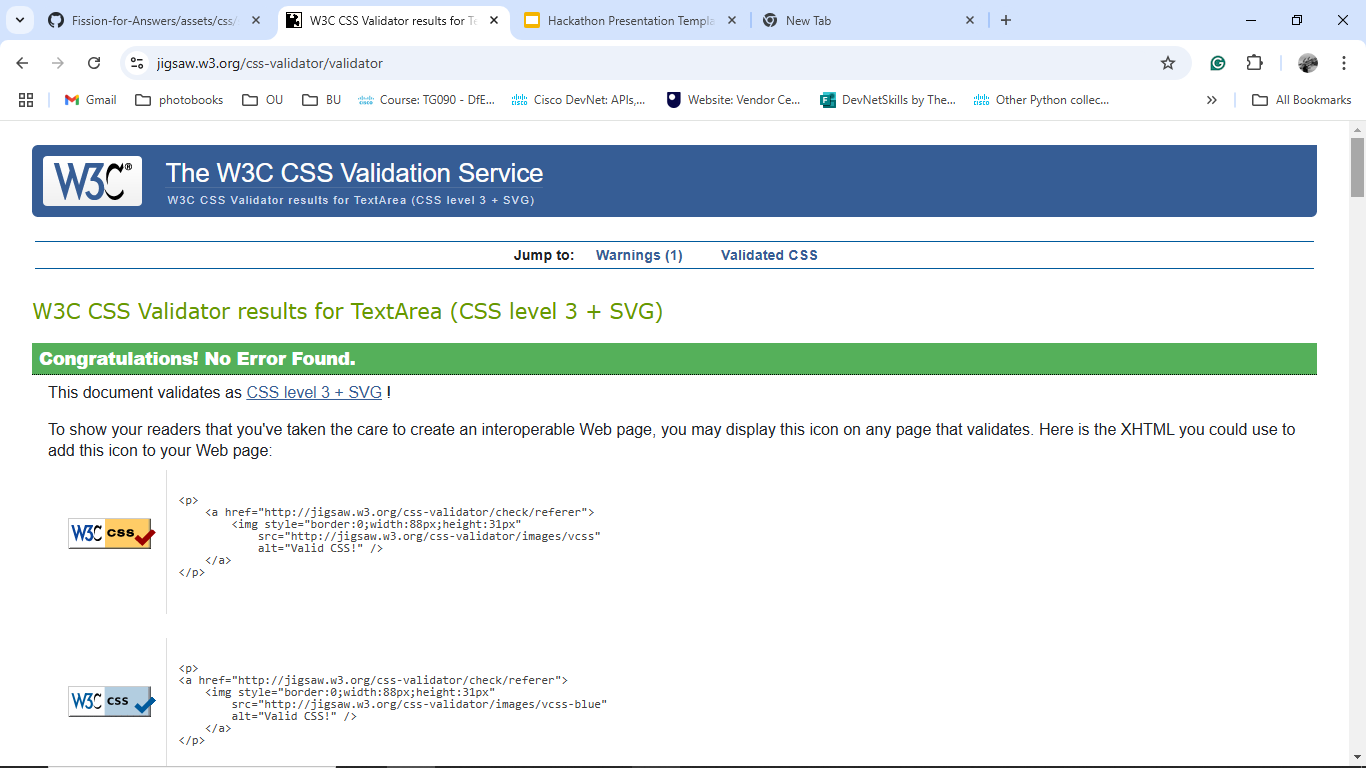 Fission-for-Answers/assets/css/
W3C CSS Validator results for Te
Hackathon Presentation Templa
New Tab
jigsaw.w3.org/css-validator/validator
Gmail
photobooks
OU
BU
Course: TG090 - DfE...
Cisco DevNet: APIs,...
Website: Vendor Ce...
DevNetSkills by The...
Other Python collec...
All Bookmarks
W3C®
The W3C CSS Validation Service
W3C CSS Validator results for TextArea (CSS level 3 + SVG)
Jump to: Warnings (1) Validated CSS
W3C CSS Validator results for TextArea (CSS level 3 + SVG)
Congratulations! No Error Found.
This document validates as CSS level 3 + SVG !
To show your readers that you've taken the care to create an interoperable Web page, you may display this icon on any page that validates. Here is the XHTML you could use to
add this icon to your Web page:
W3C css
<p>
    <a href="http://jigsaw.w3.org/css-validator/check/referer">
        <img style="border:0;width:88px;height:31px"
            src="http://jigsaw.w3.org/css-validator/images/vcss"
            alt="Valid CSS!" />
    </a>
</p>
W3C css
<p>
<a href="http://jigsaw.w3.org/css-validator/check/referer">
    <img style="border:0;width:88px;height:31px"
        src="http://jigsaw.w3.org/css-validator/images/vcss-blue"
        alt="Valid CSS!" />
    </a>
</p>